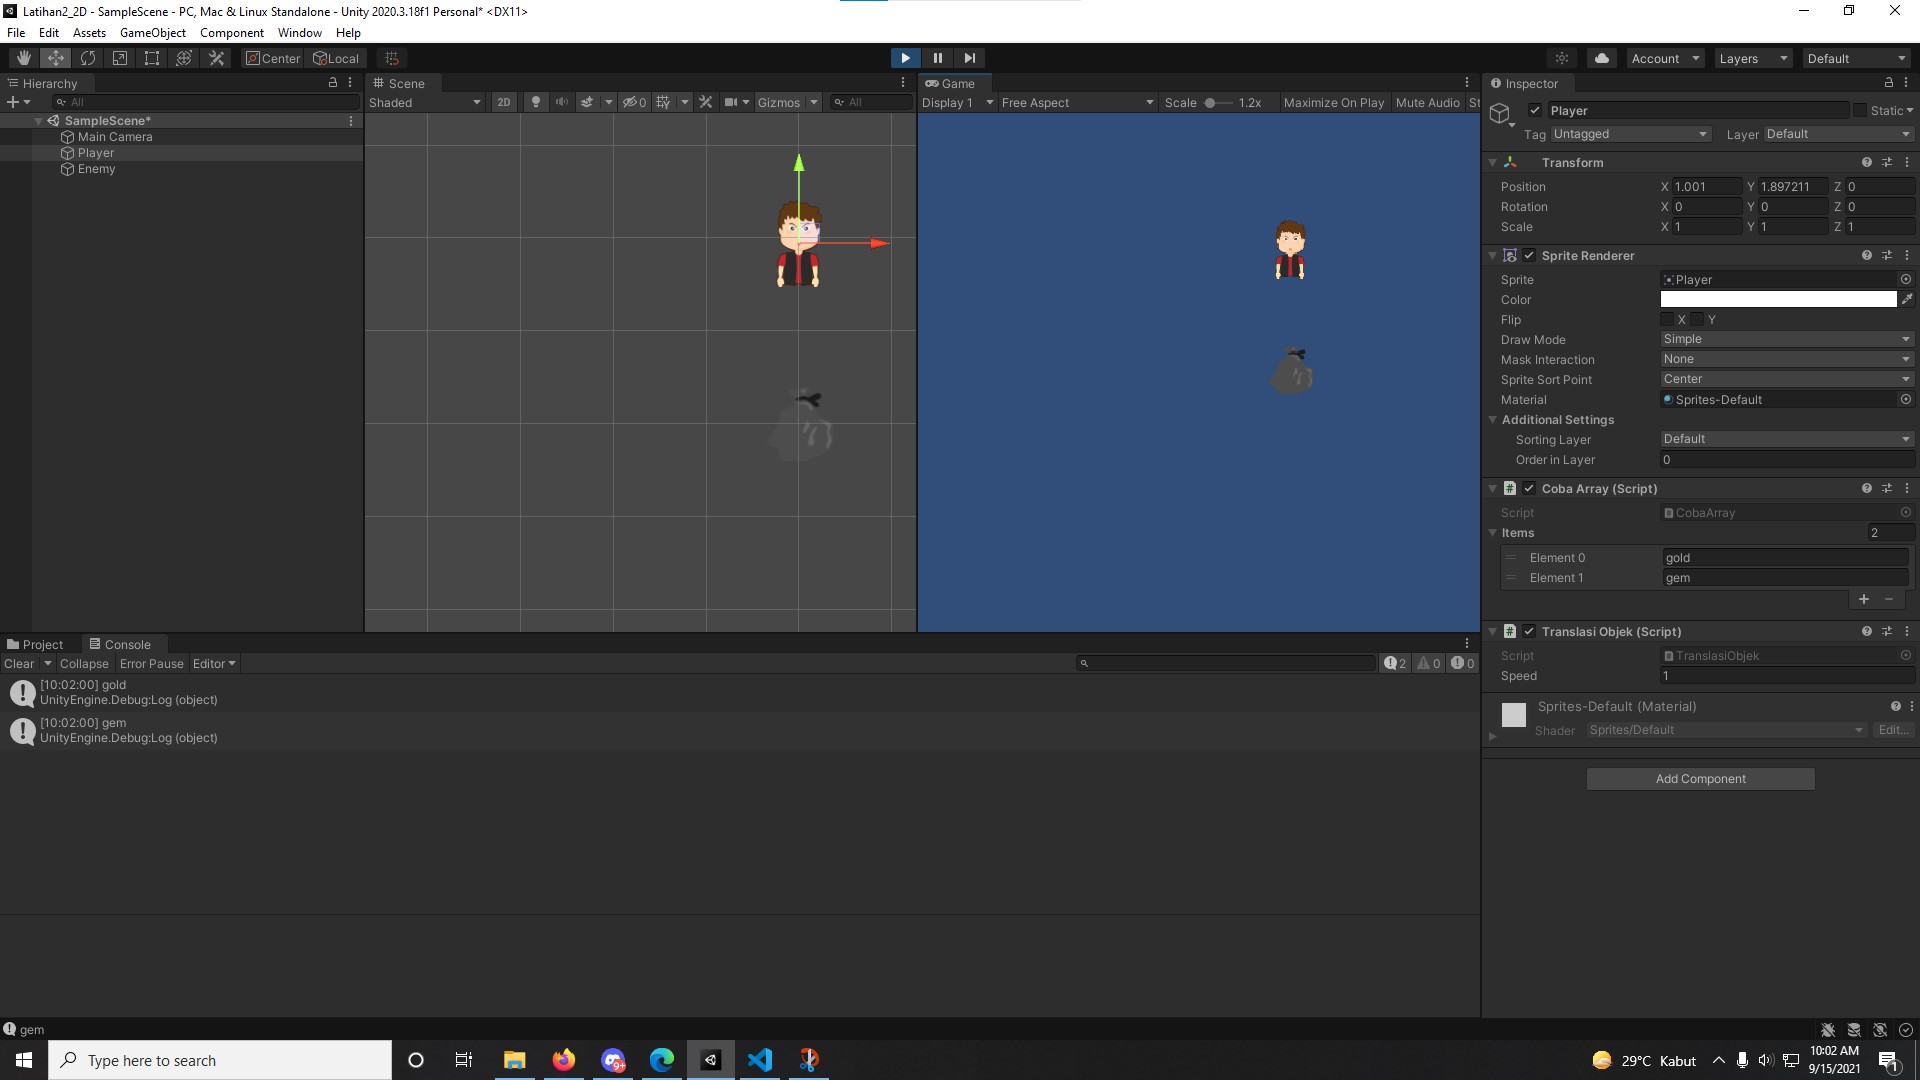 Latihan2_2D - SampleScene - PC, Mac & Linux Standalone - Unity 2020.3.18f1 Personal* <DX11>
File Edit Assets GameObject Component Window Help
Center Local
Account Layers Default
Hierarchy
All
SampleScene*
Main Camera
Player
Enemy
Scene
Shaded 2D 0 Gizmos All
Game
Display 1 Free Aspect Scale 1.2x Maximize On Play Mute Audio St
Inspector
Player Static
Tag Untagged Layer Default
Transform
Position X 1.001 Y 1.897211 Z 0
Rotation X 0 Y 0 Z 0
Scale X 1 Y 1 Z 1
Sprite Renderer
Sprite Player
Color
Flip X Y
Draw Mode Simple
Mask Interaction None
Sprite Sort Point Center
Material Sprites-Default
Additional Settings
Sorting Layer Default
Order in Layer 0
Coba Array (Script)
Script CobaArray
Items 2
Element 0 gold
Element 1 gem
Translasi Objek (Script)
Script TranslasiObjek
Speed 1
Sprites-Default (Material)
Shader Sprites/Default Edit...
Add Component
Project Console
Clear Collapse Error Pause Editor 2 0 0
[10:02:00] gold
UnityEngine.Debug:Log (object)
[10:02:00] gem
UnityEngine.Debug:Log (object)
gem
Type here to search
9+
29°C Kabut
10:02 AM
9/15/2021
1